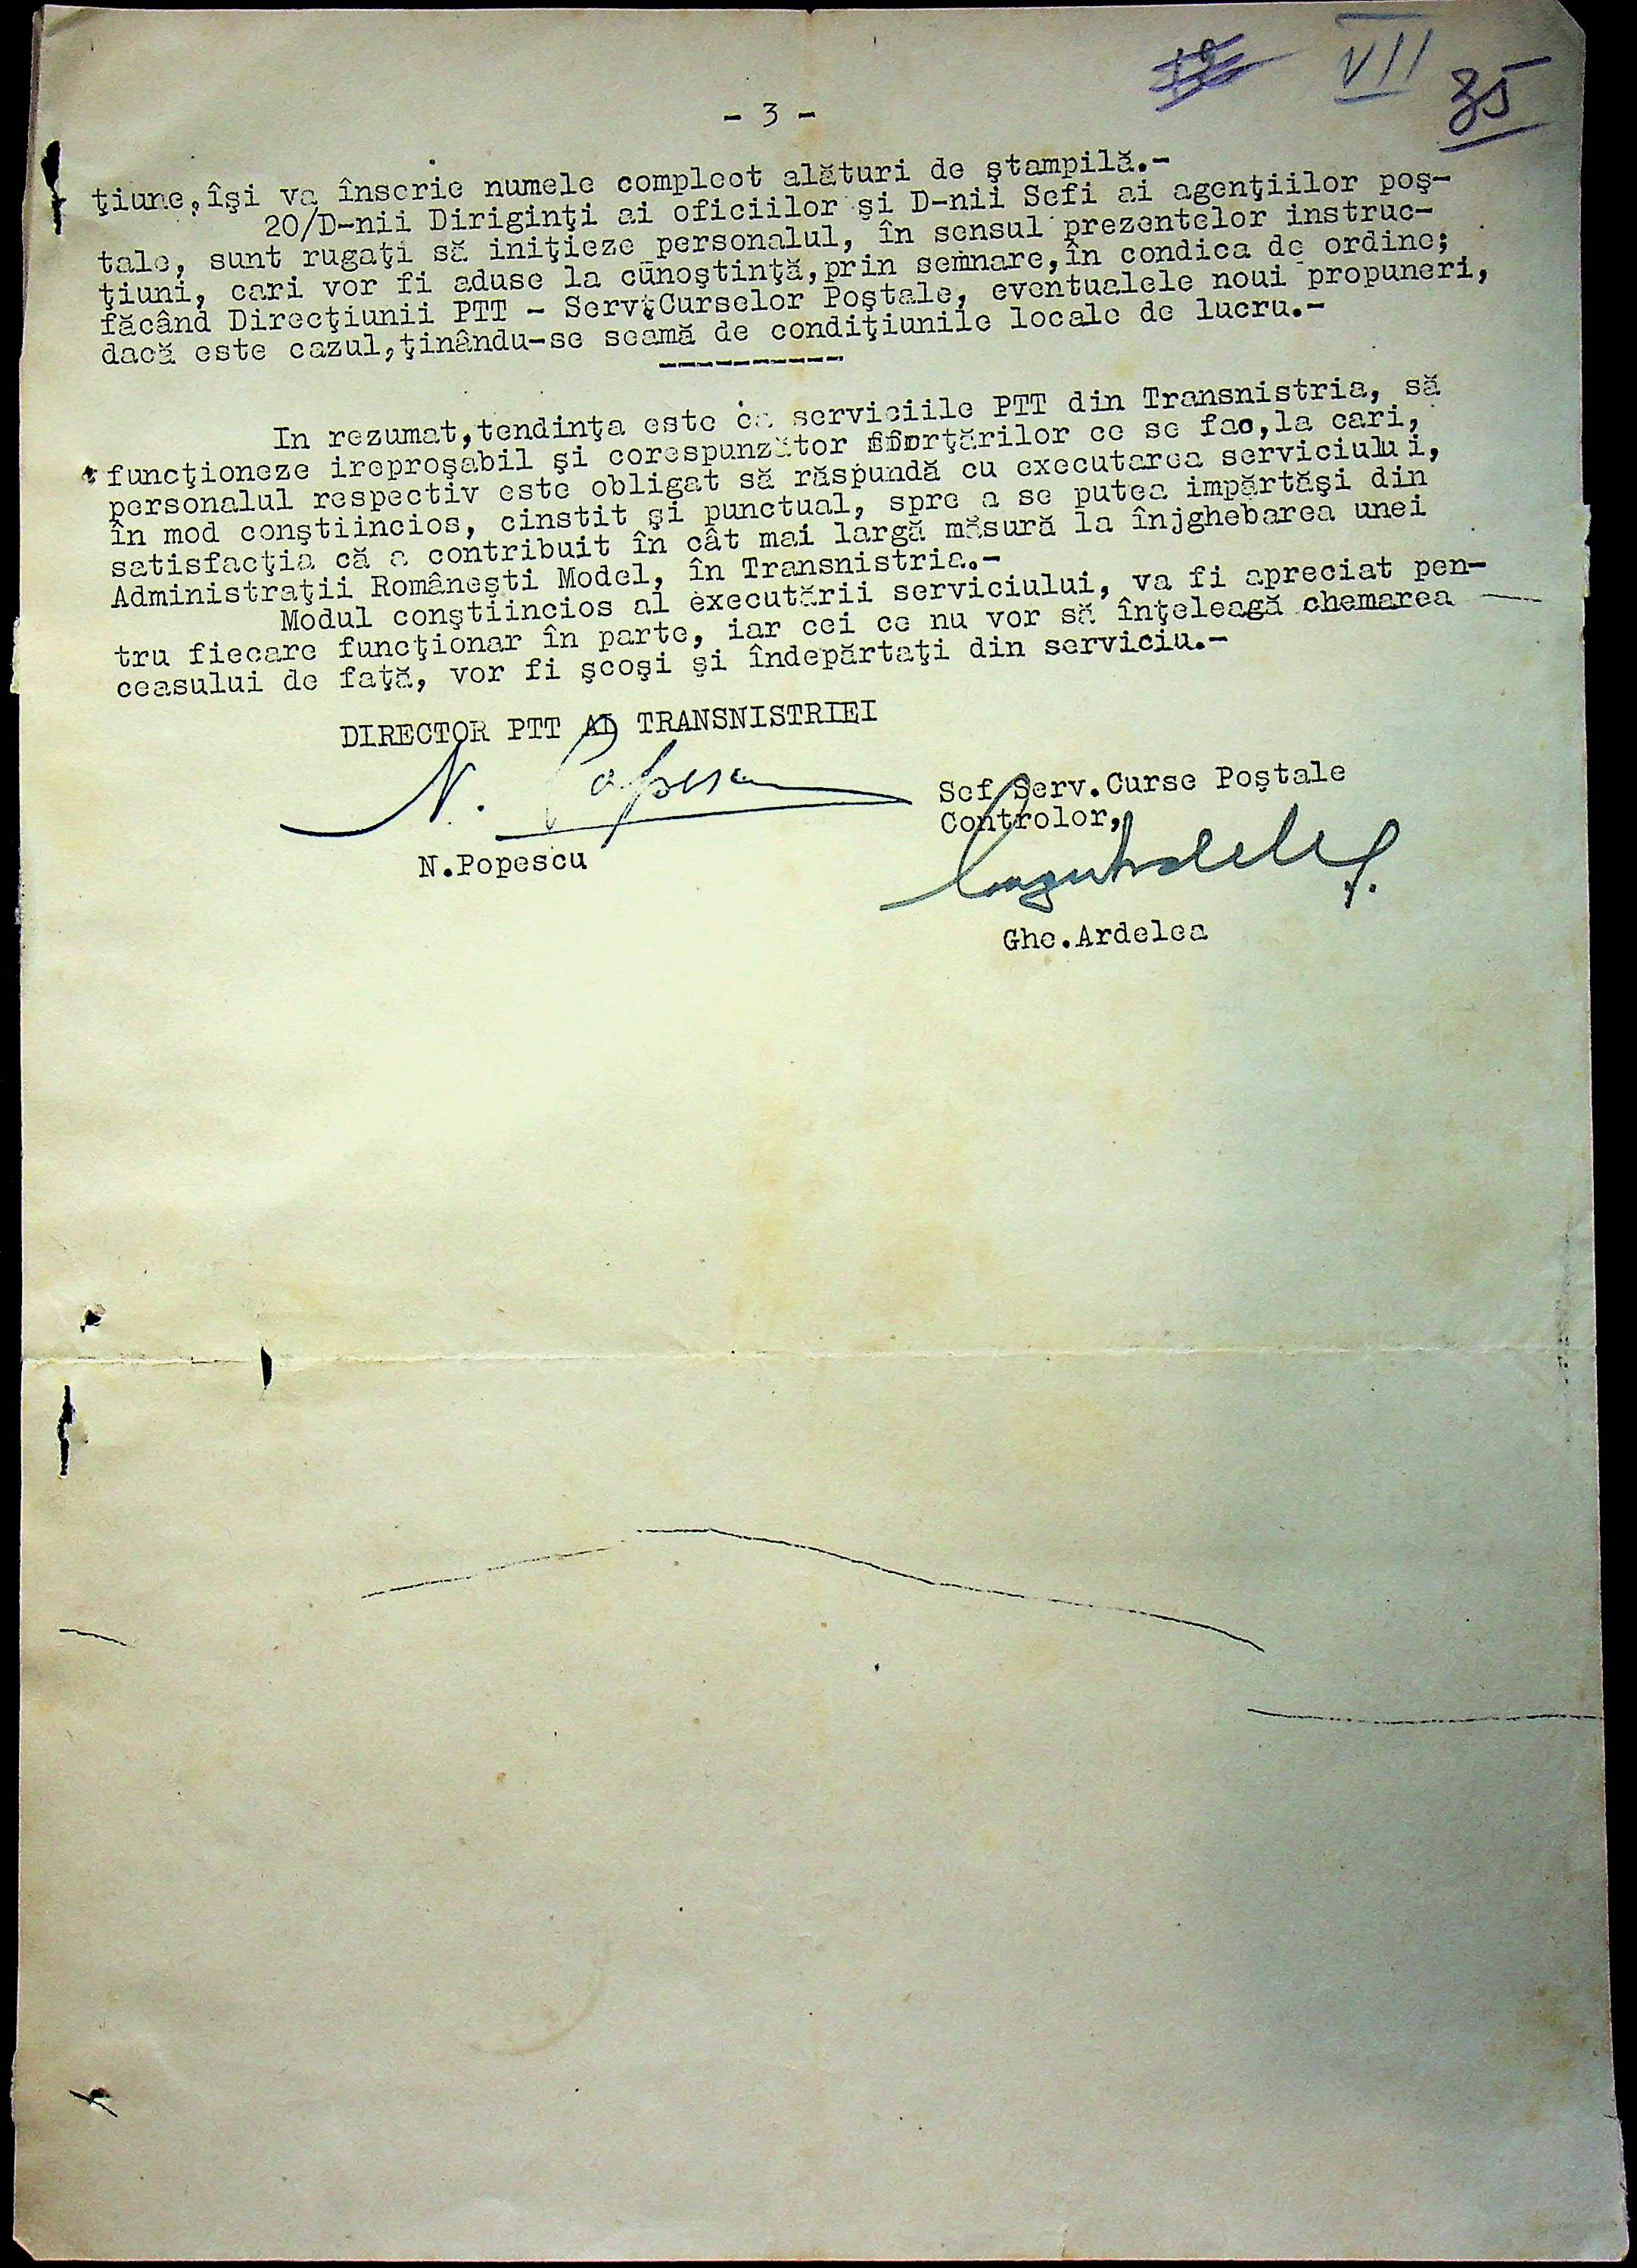 VII
35
- 3 -
ţiune,îşi va înscrie numele complect alături de ştampilă.-
20/D-nii Diriginţi ai oficiilor şi D-nii Sefi ai agenţiilor poş-
tale, sunt rugaţi să iniţieze personalul, în sensul prezentelor instruc-
ţiuni, cari vor fi aduse la cunoştinţă,prin semnare,în condica de ordine;
făcând Direcţiunii PTT - Serv.Curselor Poştale, eventualele noui propuneri,
dacă este cazul,ţinându-se seamă de condiţiunile locale de lucru.-
-----------
In rezumat,tendinţa este ca serviciile PTT din Transnistria, să
funcţioneze ireproşabil şi corespunzător sforţărilor ce se fac,la cari,
personalul respectiv este obligat să răspundă cu executarea serviciului,
în mod conştiincios, cinstit şi punctual, spre a se putea împărtăşi din
satisfacţia că a contribuit în cât mai largă măsură la înjghebarea unei
Administraţii Româneşti Model, în Transnistria.-
Modul conştiincios al executării serviciului, va fi apreciat pen-
tru fiecare funcţionar în parte, iar cei ce nu vor să înţeleagă chemarea
ceasului de faţă, vor fi şcoşi şi îndepărtaţi din serviciu.-
DIRECTOR PTT AL TRANSNISTRIEI
N. Popescu
N.Popescu
Sef Serv.Curse Poştale
Controlor,
Ghe.Ardelea